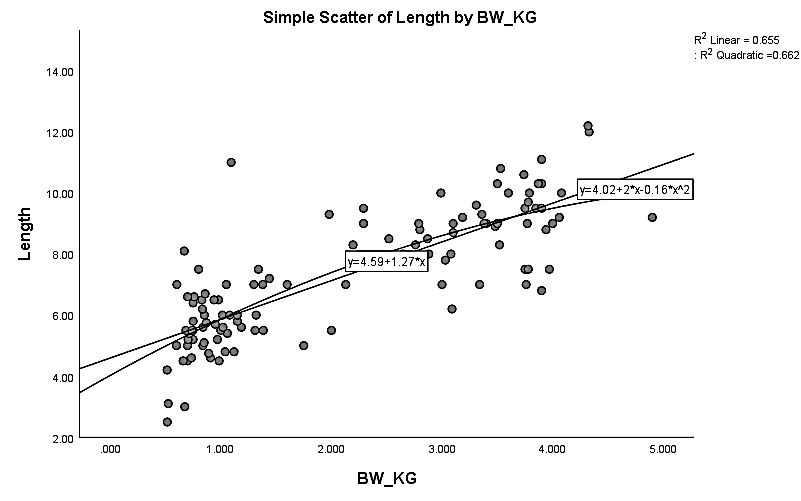 Simple Scatter of Length by BW_KG
R2 Linear = 0.655
: R2 Quadratic =0.662
14.00
12.00
10.00
8.00
6.00
4.00
2.00
Length
y=4.02+2*x-0.16*x^2
y=4.59+1.27*x
.000 1.000 2.000 3.000 4.000 5.000
BW_KG